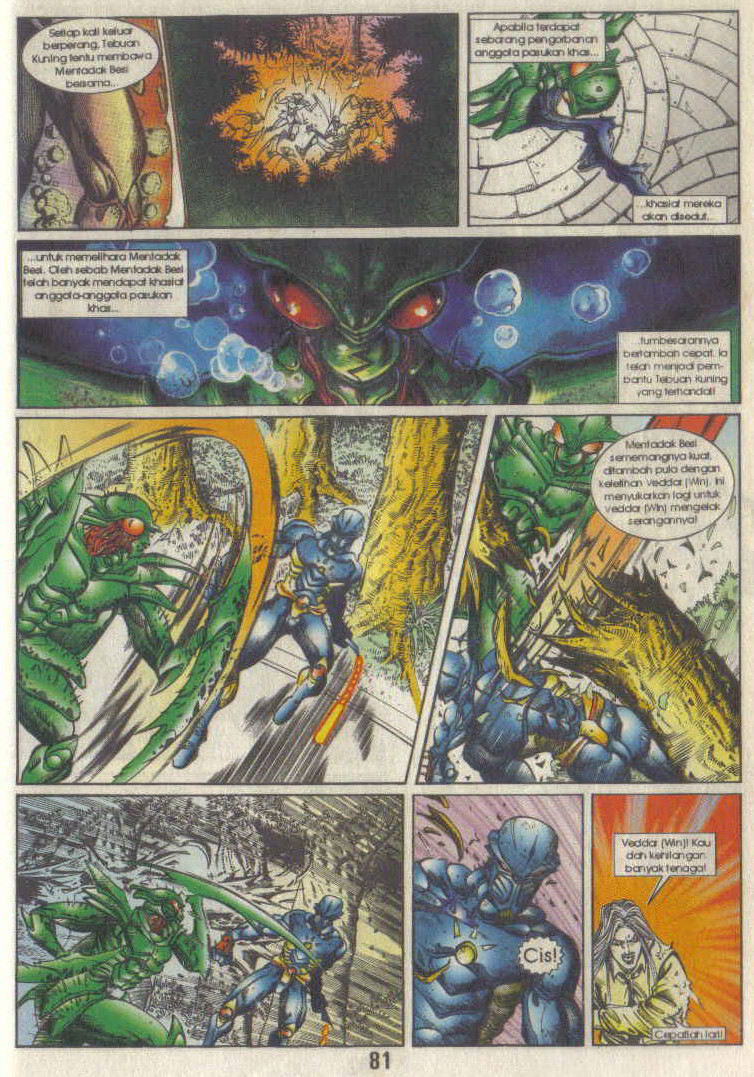 Setiap kali keluar
berperang, Tebuan
Kuning tentu membawa
Mentadak Besi
bersama...
Apabila terdapat
sebarang pengorbanan
anggota pasukan khas...
...khasiat mereka
akan disedut...
...untuk memelihara Mentadak
Besi. Oleh sebab Mentadak Besi
telah banyak mendapat khasiat
anggota-anggota pasukan
khas...
...tumbesarannya
bertambah cepat. Ia
telah menjadi pem-
bantu Tebuan Kuning
yang terhandal!
Mentadak Besi
sememangnya kuat,
ditambah pula dengan
keletihan Veddar (Win). Ini
menyukarkan lagi untuk
Veddar (Win) mengelak
serangannya!
Cis!
Veddar (Win)! Kau
dah kehilangan
banyak tenaga!
Cepatlah lari!
81